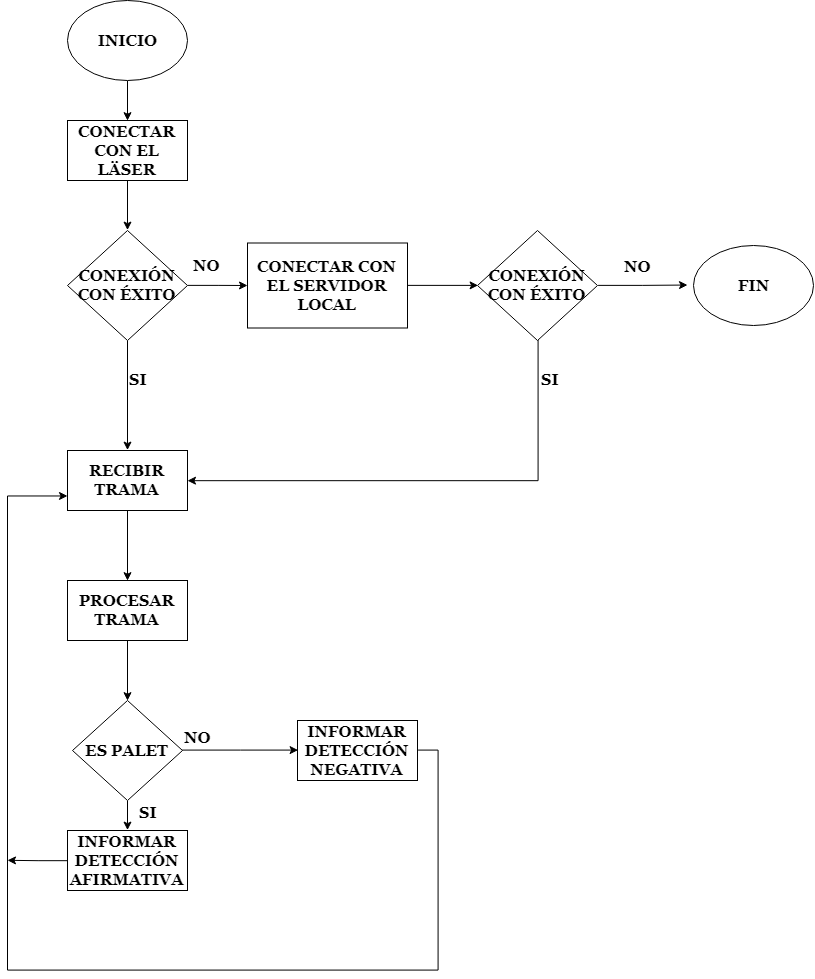 INICIO
CONECTAR
CON EL
LÄSER
CONEXIÓN
CON ÉXITO
NO
CONECTAR CON
EL SERVIDOR
LOCAL
CONEXIÓN
CON ÉXITO
NO
FIN
SI
SI
RECIBIR
TRAMA
PROCESAR
TRAMA
ES PALET
NO
INFORMAR
DETECCIÓN
NEGATIVA
SI
INFORMAR
DETECCIÓN
AFIRMATIVA